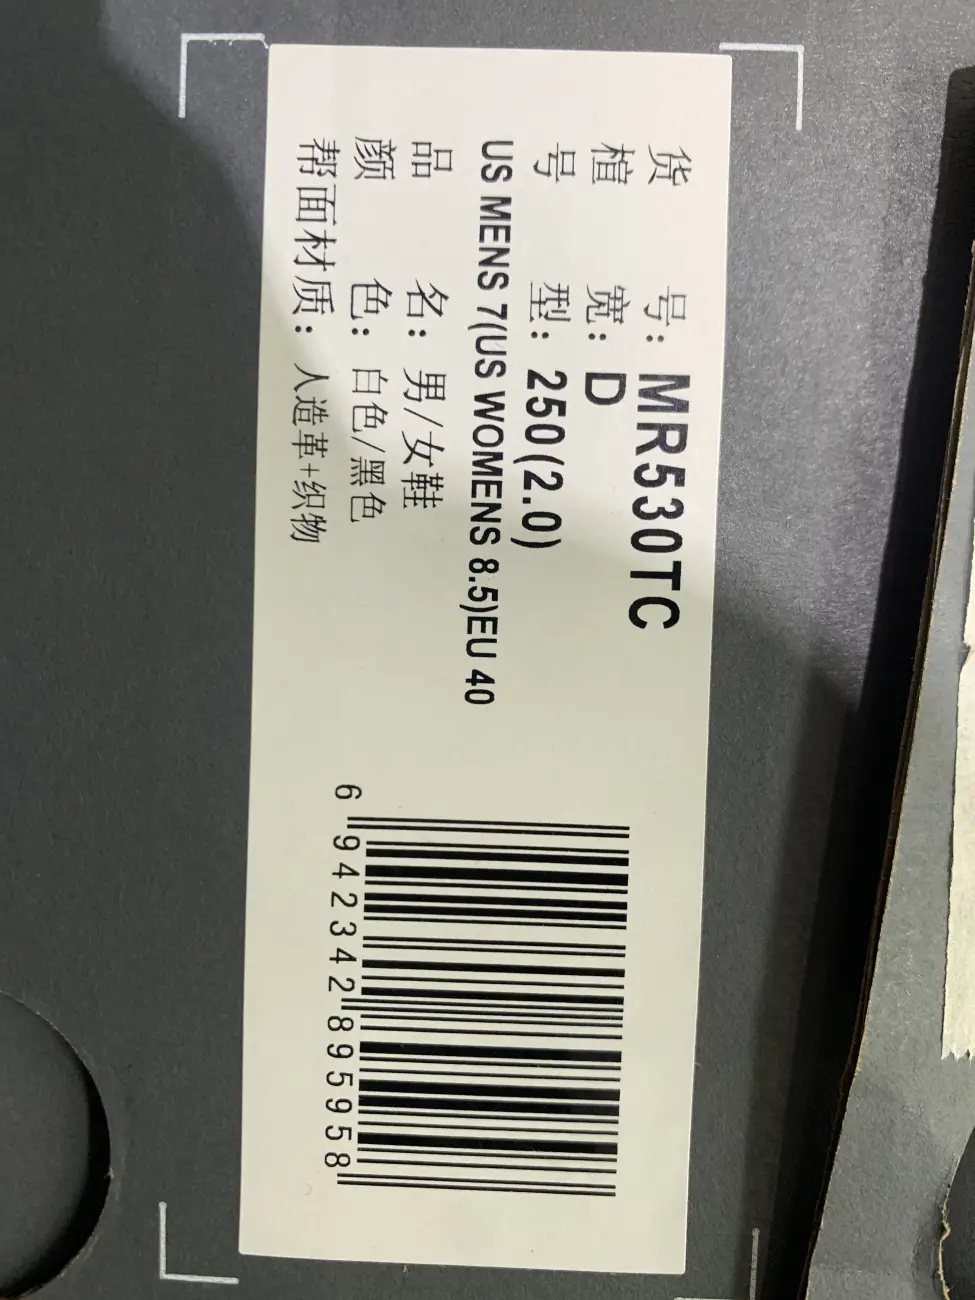 货 号: MR530TC
楦 宽: D
号 型: 250(2.0)
US MENS 7(US WOMENS 8.5)EU 40
品 名: 男/女鞋
颜 色: 白色/黑色
帮面材质: 人造革+织物
6 942342 895958